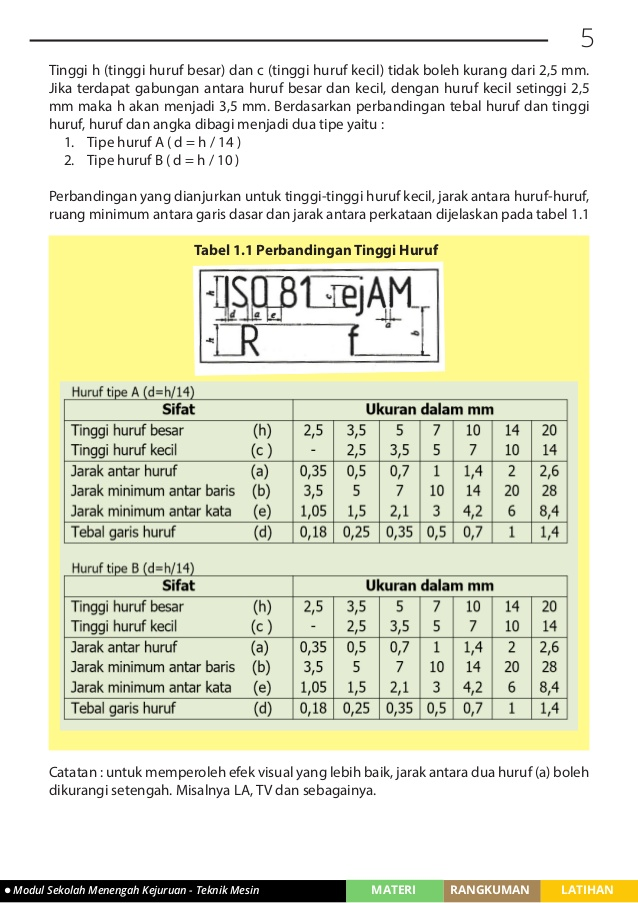 5
Tinggi h (tinggi huruf besar) dan c (tinggi huruf kecil) tidak boleh kurang dari 2,5 mm.
Jika terdapat gabungan antara huruf besar dan kecil, dengan huruf kecil setinggi 2,5
mm maka h akan menjadi 3,5 mm. Berdasarkan perbandingan tebal huruf dan tinggi
huruf, huruf dan angka dibagi menjadi dua tipe yaitu :
1. Tipe huruf A ( d = h / 14 )
2. Tipe huruf B ( d = h / 10 )
Perbandingan yang dianjurkan untuk tinggi-tinggi huruf kecil, jarak antara huruf-huruf,
ruang minimum antara garis dasar dan jarak antara perkataan dijelaskan pada tabel 1.1
Tabel 1.1 Perbandingan Tinggi Huruf
h ISO 81 c ejAM
d a e a
h R f b
Huruf tipe A (d=h/14)
Sifat Ukuran dalam mm
Tinggi huruf besar (h) 2,5 3,5 5 7 10 14 20
Tinggi huruf kecil (c ) - 2,5 3,5 5 7 10 14
Jarak antar huruf (a) 0,35 0,5 0,7 1 1,4 2 2,6
Jarak minimum antar baris (b) 3,5 5 7 10 14 20 28
Jarak minimum antar kata (e) 1,05 1,5 2,1 3 4,2 6 8,4
Tebal garis huruf (d) 0,18 0,25 0,35 0,5 0,7 1 1,4
Huruf tipe B (d=h/14)
Sifat Ukuran dalam mm
Tinggi huruf besar (h) 2,5 3,5 5 7 10 14 20
Tinggi huruf kecil (c ) - 2,5 3,5 5 7 10 14
Jarak antar huruf (a) 0,35 0,5 0,7 1 1,4 2 2,6
Jarak minimum antar baris (b) 3,5 5 7 10 14 20 28
Jarak minimum antar kata (e) 1,05 1,5 2,1 3 4,2 6 8,4
Tebal garis huruf (d) 0,18 0,25 0,35 0,5 0,7 1 1,4
Catatan : untuk memperoleh efek visual yang lebih baik, jarak antara dua huruf (a) boleh
dikurangi setengah. Misalnya LA, TV dan sebagainya.
● Modul Sekolah Menengah Kejuruan - Teknik Mesin MATERI RANGKUMAN LATIHAN